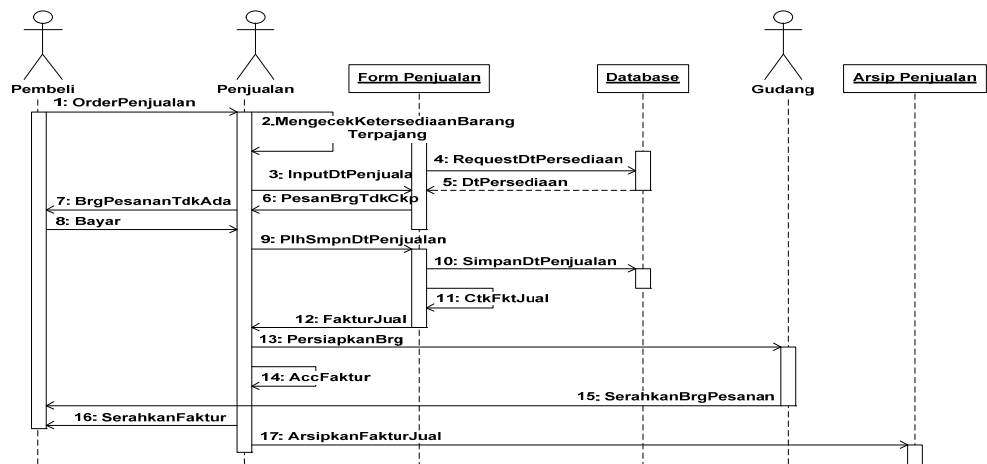 Pembeli
Penjualan
Form Penjualan
Database
Gudang
Arsip Penjualan
1: OrderPenjualan
2:MengecekKetersediaanBarang
Terpajang
3: InputDtPenjuala
4: RequestDtPersediaan
5: DtPersediaan
6: PesanBrgTdkCkp
7: BrgPesananTdkAda
8: Bayar
9: PlhSmpnDtPenjualan
10: SimpanDtPenjualan
11: CtkFktJual
12: FakturJual
13: PersiapkanBrg
14: AccFaktur
15: SerahkanBrgPesanan
16: SerahkanFaktur
17: ArsipkanFakturJual